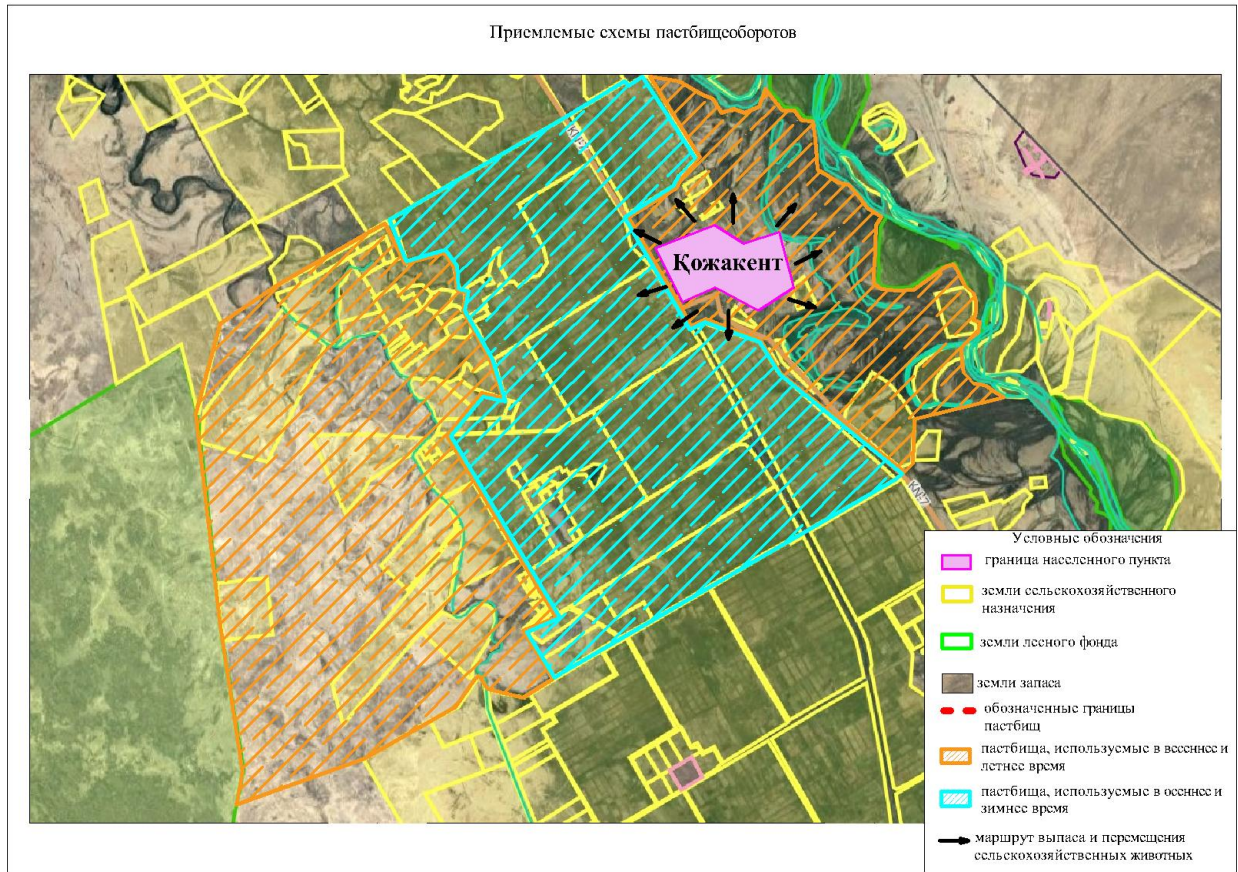 Приемлемые схемы пастбищеоборотов
Қожакент
Условные обозначения
граница населенного пункта
земли сельскохозяйственного
назначения
земли лесного фонда
земли запаса
обозначенные границы
пастбищ
пастбища, используемые в весеннее и
летнее время
пастбища, используемые в осеннее и
зимнее время
маршрут выпаса и перемещения
сельскохозяйственных животных